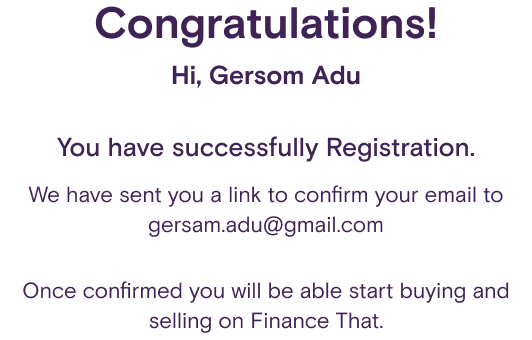 Congratulations!
Hi, Gersom Adu
You have successfully Registration.
We have sent you a link to confirm your email to
gersam.adu@gmail.com
Once confirmed you will be able start buying and
selling on Finance That.